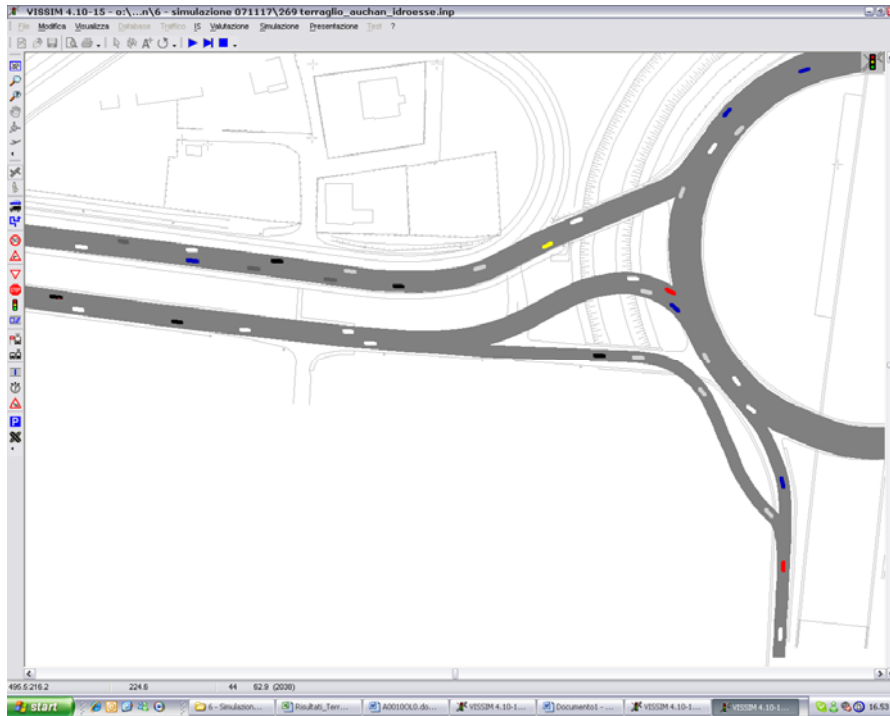 VISSIM 4.10-15 - o:\...n\6 - simulazione 071117\269 terraglio_auchan_idroesse.inp
File Modifica Visualizza Database Traffico IS Valutazione Simulazione Presentazione Test ?
STOP
P
495.5:216.2 224.6 44 62.9 (2038)
start 6 - Simulazion... Risultati_Terr... A0010OL0.do... VISSIM 4.10-1... Documento1 - ... VISSIM 4.10-1... VISSIM 4.10-1... 16.53